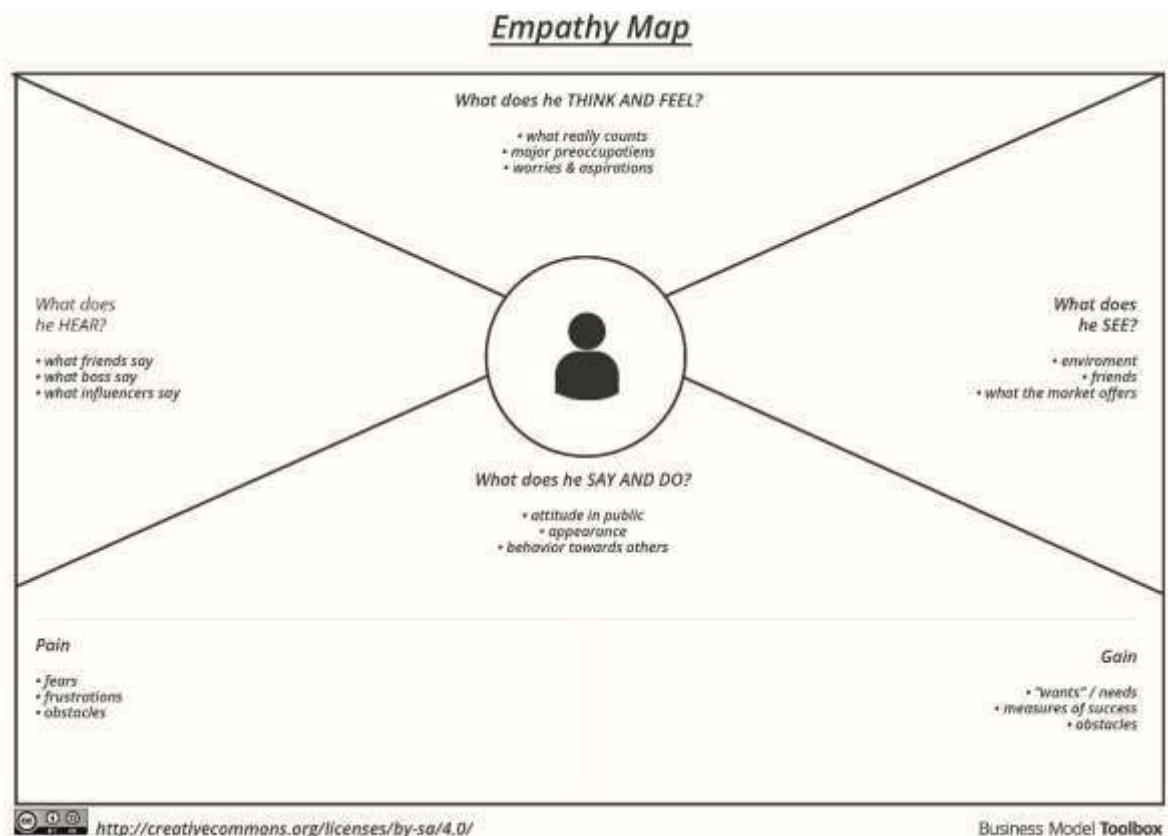 Empathy Map
What does he THINK AND FEEL?
• what really counts
• major preoccupatiens
• worries & aspirations
What does
he HEAR?
• what friends say
• what boss say
• what influencers say
What does
he SEE?
• enviroment
• friends
• what the market offers
What does he SAY AND DO?
• attitude in public
• appearance
• behavior towards others
Pain
• fears
• frustrations
• obstacles
Gain
• "wants" / needs
• measures of success
• obstacles
http://creativecommons.org/licenses/by-sa/4.0/
Business Model Toolbox